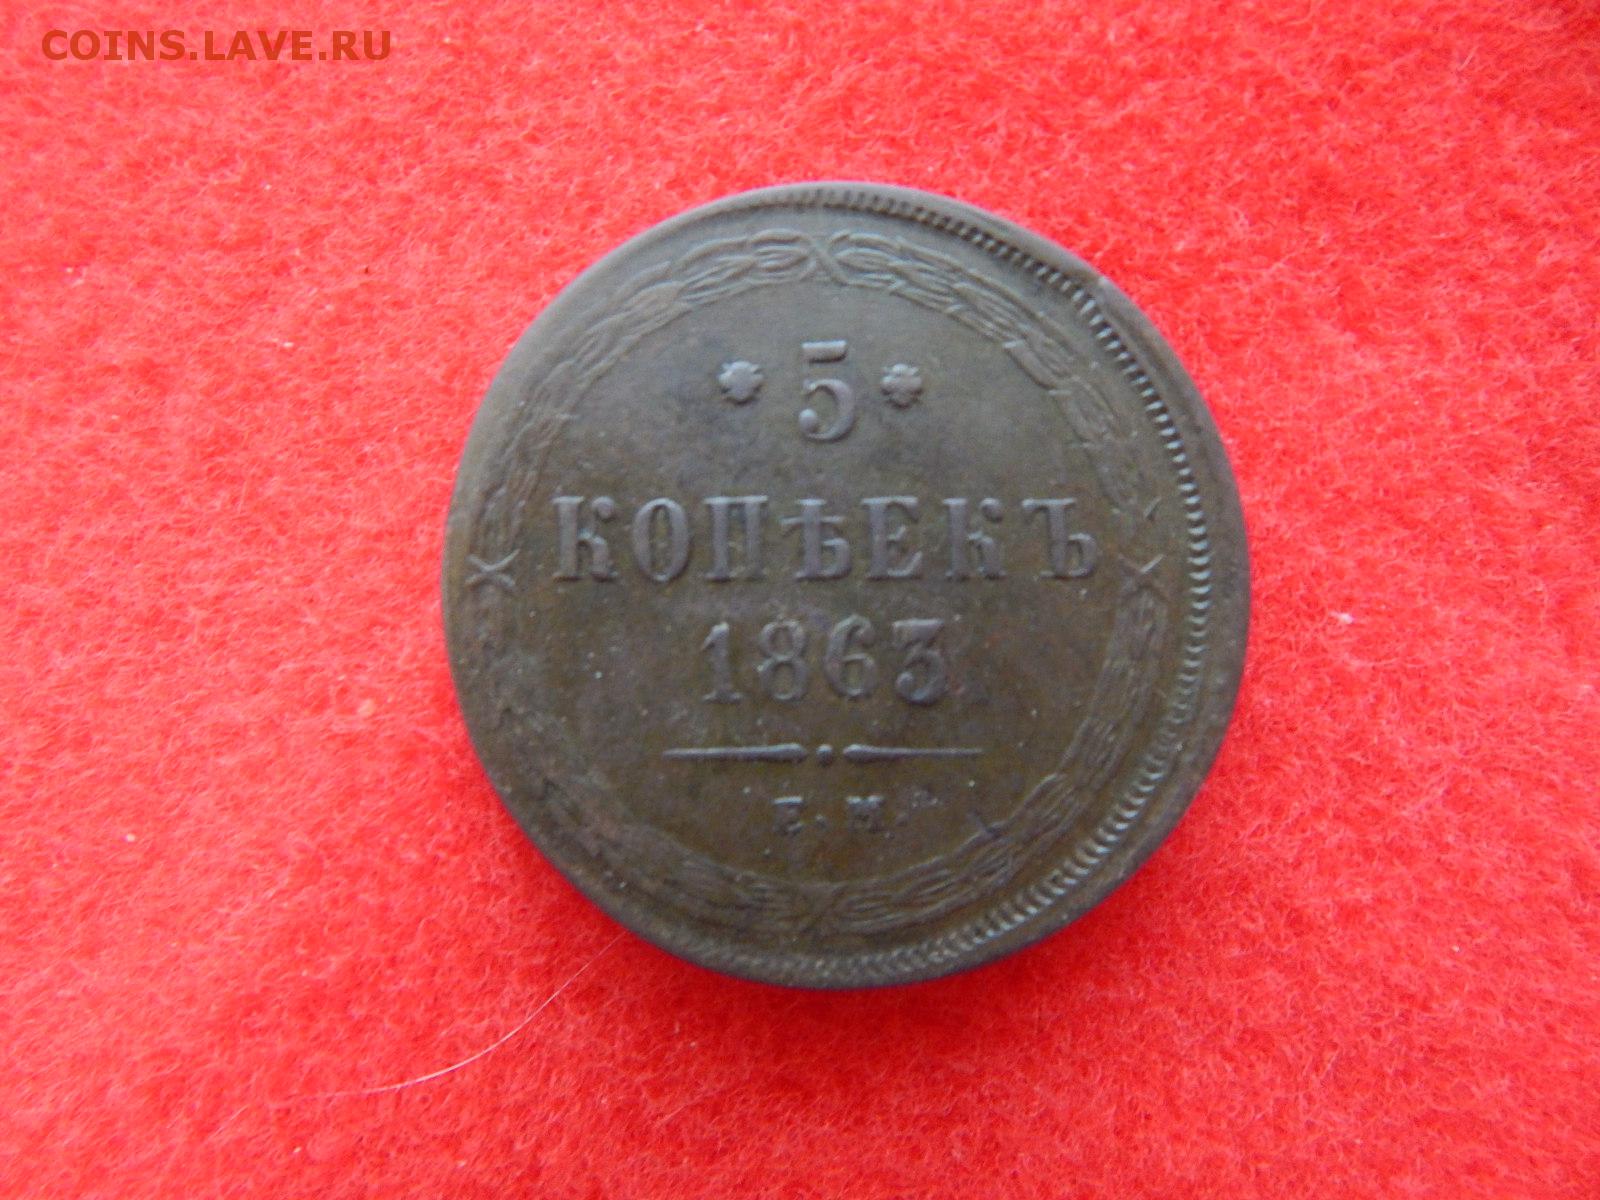 COINS.LAVE.RU
* 5 *
КОПѢЕКЪ
1863
Е. М.